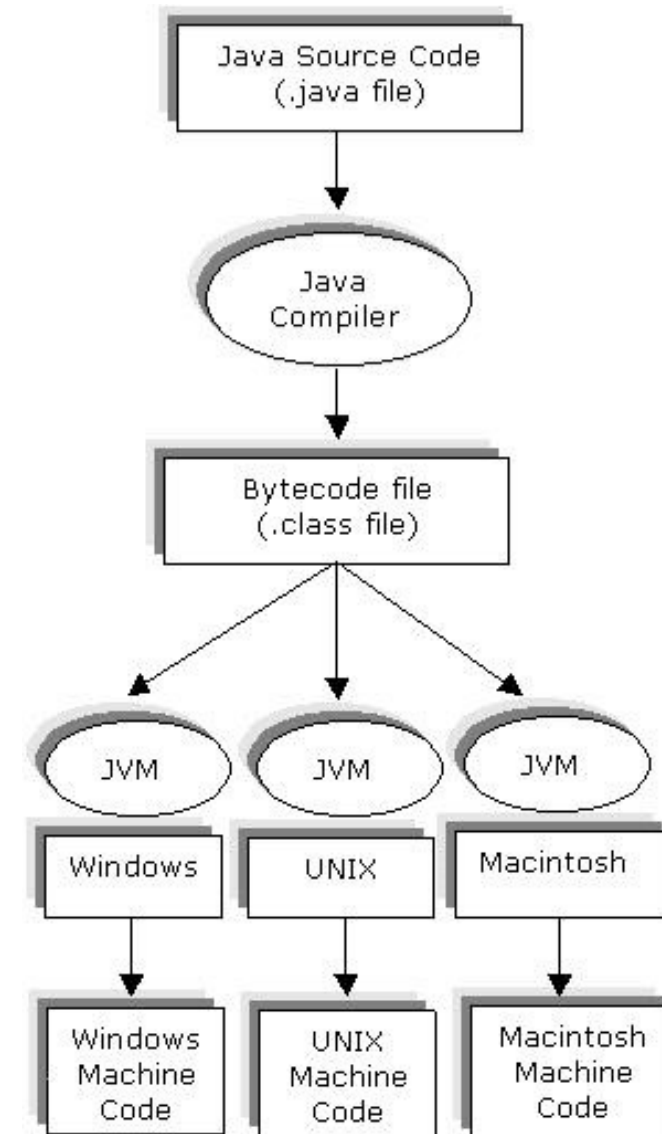 Java Source Code
(.java file)
Java
Compiler
Bytecode file
(.class file)
JVM
JVM
JVM
Windows
UNIX
Macintosh
Windows
Machine
Code
UNIX
Machine
Code
Macintosh
Machine
Code